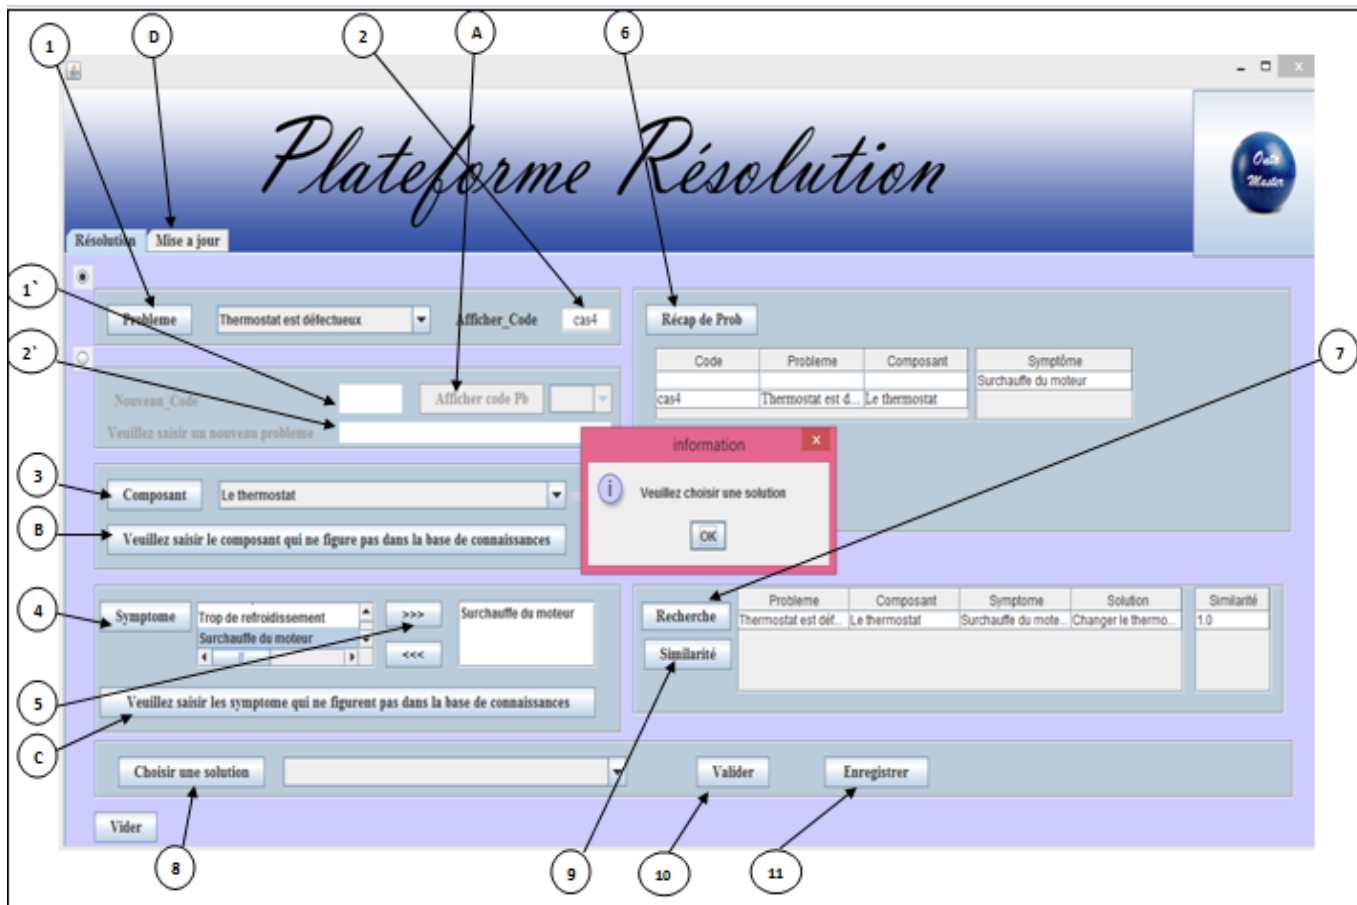 1
D
2
A
6
Plateforme Résolution
Onto
Master
Résolution
Mise a jour
1`
Probleme
Thermostat est défectueux
Afficher_Code
cas4
Récap de Prob
2`
7
Code
Probleme
Composant
Symptôme
Surchauffe du moteur
Nouveau_Code
Afficher code Pb
cas4
Thermostat est d...
Le thermostat
Veuillez saisir un nouveau probleme
information
x
3
Composant
Le thermostat
i
Veuillez choisir une solution
B
Veuillez saisir le composant qui ne figure pas dans la base de connaissances
OK
4
Symptome
Trop de refroidissement
Surchauffe du moteur
>>>
<<<
Surchauffe du moteur
Recherche
Similarité
Probleme
Composant
Symptome
Solution
Similarité
Thermostat est déf...
Le thermostat
Surchauffe du mote...
Changer le thermo...
1.0
5
Veuillez saisir les symptome qui ne figurent pas dans la base de connaissances
C
Choisir une solution
Valider
Enregistrer
Vider
8
9
10
11